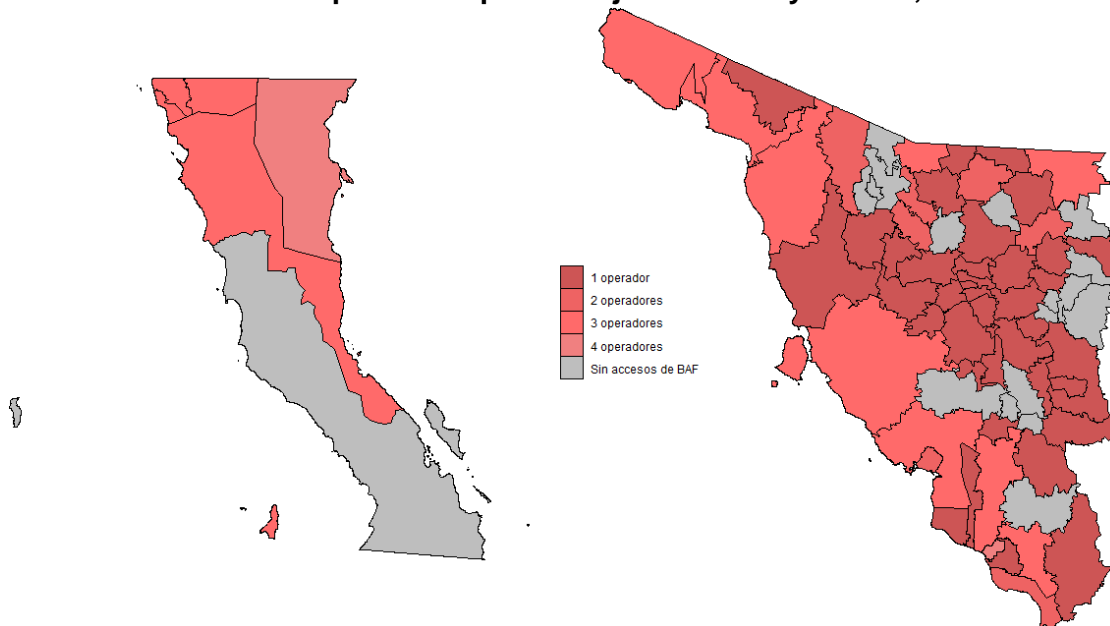 1 operador
2 operadores
3 operadores
4 operadores
Sin accesos de BAF